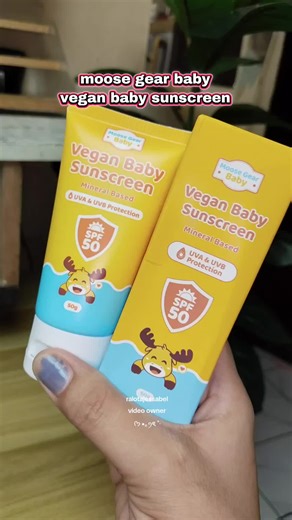 moose gear baby
vegan baby sunscreen
Moose Gear
Baby
Vegan Baby
Sunscreen
Mineral Based
UVA & UVB Protection
SPF
50
60g
Moose Gear
Baby
Vegan Baby
Sunscreen
Mineral Based
UVA & UVB
Protection
SPF
50
video owner